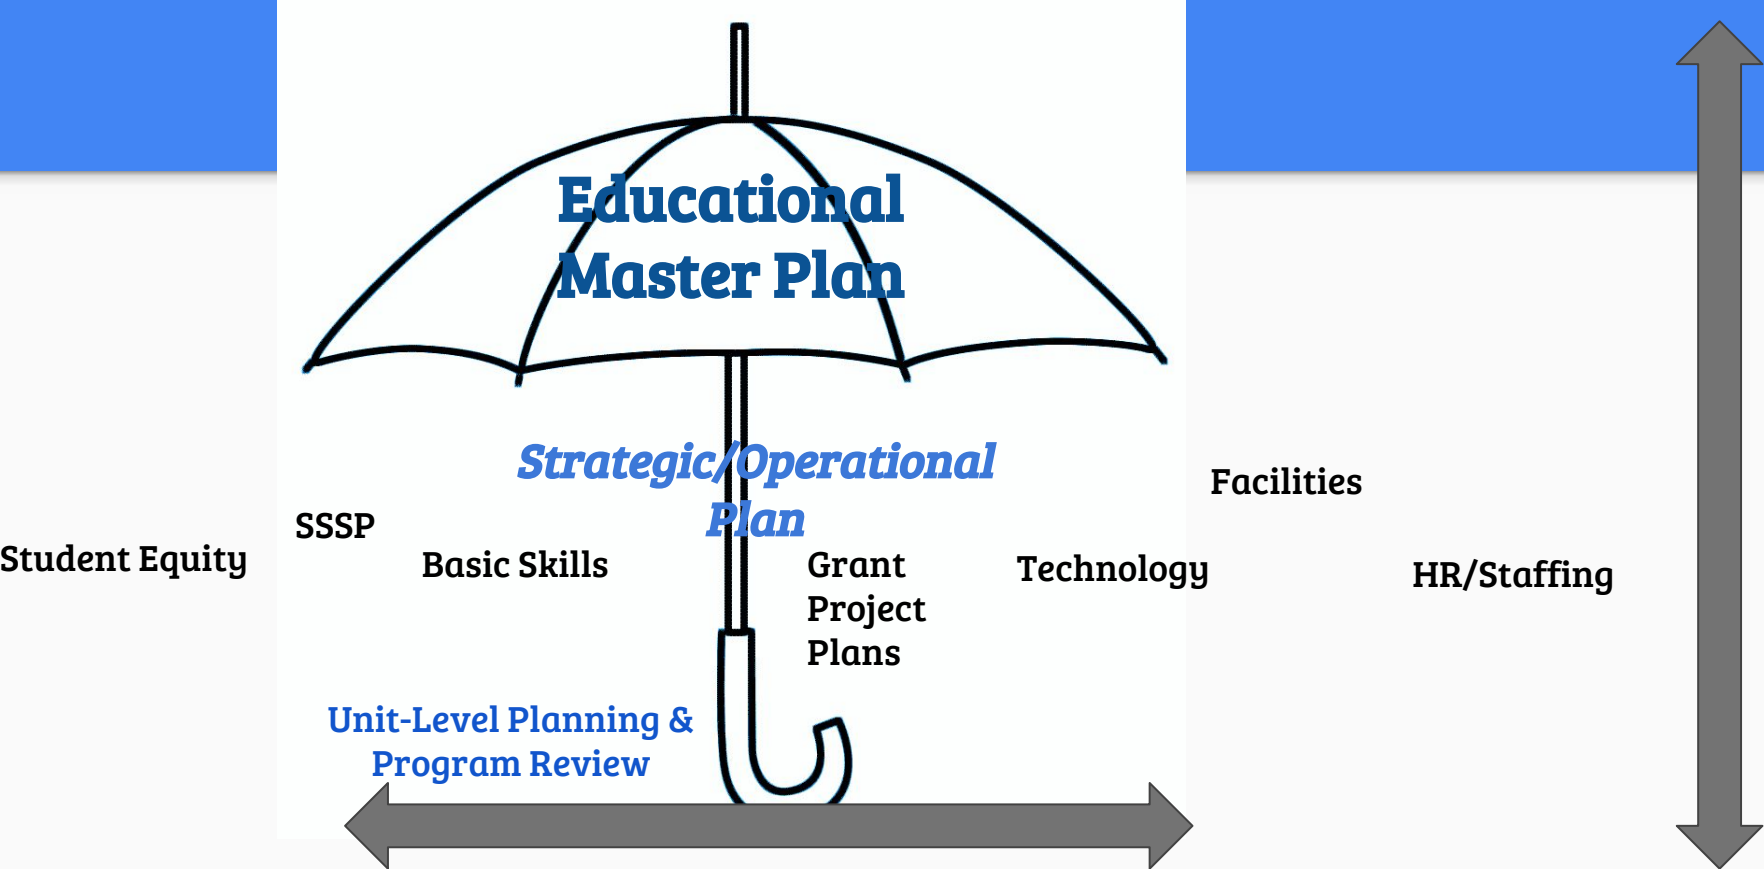 Educational
Master Plan
Strategic/Operational
Plan
Student Equity
SSSP
Basic Skills
Grant
Project
Plans
Technology
Facilities
HR/Staffing
Unit-Level Planning &
Program Review